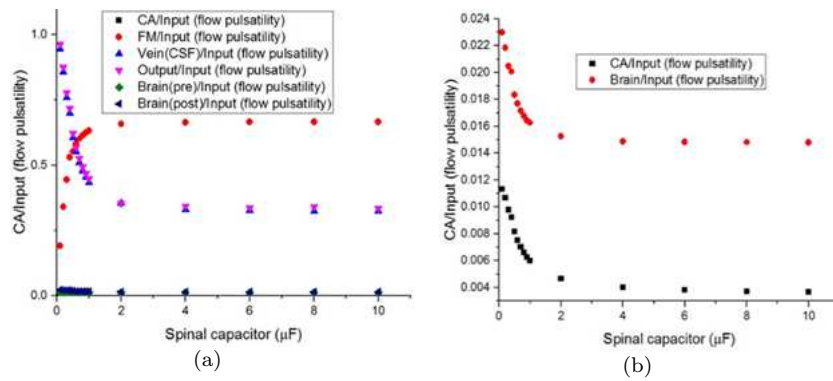 CA/Input (flow pulsatility)
FM/Input (flow pulsatility)
Vein(CSF)/Input (flow pulsatility)
Output/Input (flow pulsatility)
Brain(pre)/Input (flow pulsatility)
Brain(post)/Input (flow pulsatility)
CA/Input (flow pulsatility)
1.0
0.5
0.0
0
2
4
6
8
10
Spinal capacitor (μF)
(a)
CA/Input (flow pulsatility)
Brain/Input (flow pulsatility)
CA/Input (flow pulsatility)
0.024
0.022
0.020
0.018
0.016
0.014
0.012
0.010
0.008
0.006
0.004
0
2
4
6
8
10
Spinal capacitor (μF)
(b)